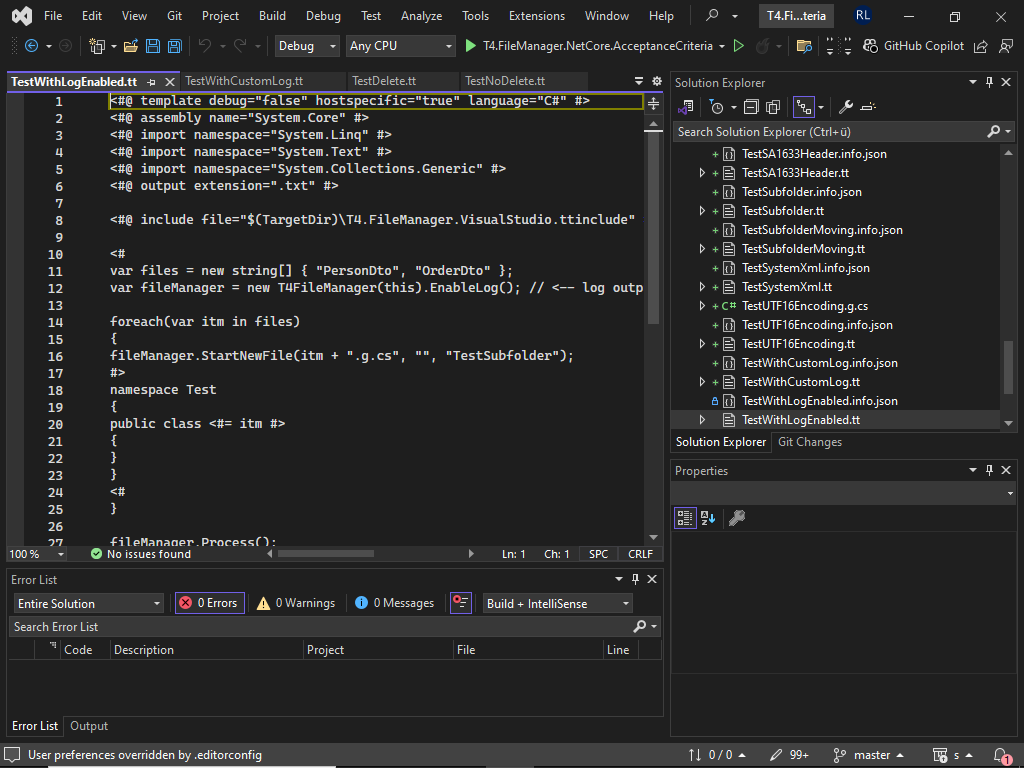 File Edit View Git Project Build Debug Test Analyze Tools Extensions Window Help T4.Fi...teria RL
Debug Any CPU T4.FileManager.NetCore.AcceptanceCriteria GitHub Copilot
TestWithLogEnabled.tt TestWithCustomLog.tt TestDelete.tt TestNoDelete.tt
1 <#@ template debug="false" hostspecific="true" language="C#" #>
2 <#@ assembly name="System.Core" #>
3 <#@ import namespace="System.Linq" #>
4 <#@ import namespace="System.Text" #>
5 <#@ import namespace="System.Collections.Generic" #>
6 <#@ output extension=".txt" #>
7
8 <#@ include file="$(TargetDir)\T4.FileManager.VisualStudio.ttinclude"
9
10 <#
11 var files = new string[] { "PersonDto", "OrderDto" };
12 var fileManager = new T4FileManager(this).EnableLog(); // <-- log outp
13
14 foreach(var itm in files)
15 {
16 fileManager.StartNewFile(itm + ".g.cs", "", "TestSubfolder");
17 #>
18 namespace Test
19 {
20 public class <#= itm #>
21 {
22 }
23 }
24 <#
25 }
26
27 fileManager.Process();
100 % No issues found Ln: 1 Ch: 1 SPC CRLF
Error List
Entire Solution 0 Errors 0 Warnings 0 Messages Build + IntelliSense
Search Error List
Code Description Project File Line
Error List Output
Solution Explorer
Search Solution Explorer (Ctrl+ü)
TestSA1633Header.info.json
TestSA1633Header.tt
TestSubfolder.info.json
TestSubfolder.tt
TestSubfolderMoving.info.json
TestSubfolderMoving.tt
TestSystemXml.info.json
TestSystemXml.tt
C# TestUTF16Encoding.g.cs
TestUTF16Encoding.info.json
TestUTF16Encoding.tt
TestWithCustomLog.info.json
TestWithCustomLog.tt
TestWithLogEnabled.info.json
TestWithLogEnabled.tt
Solution Explorer Git Changes
Properties
User preferences overridden by .editorconfig 0 / 0 99+ master s 1